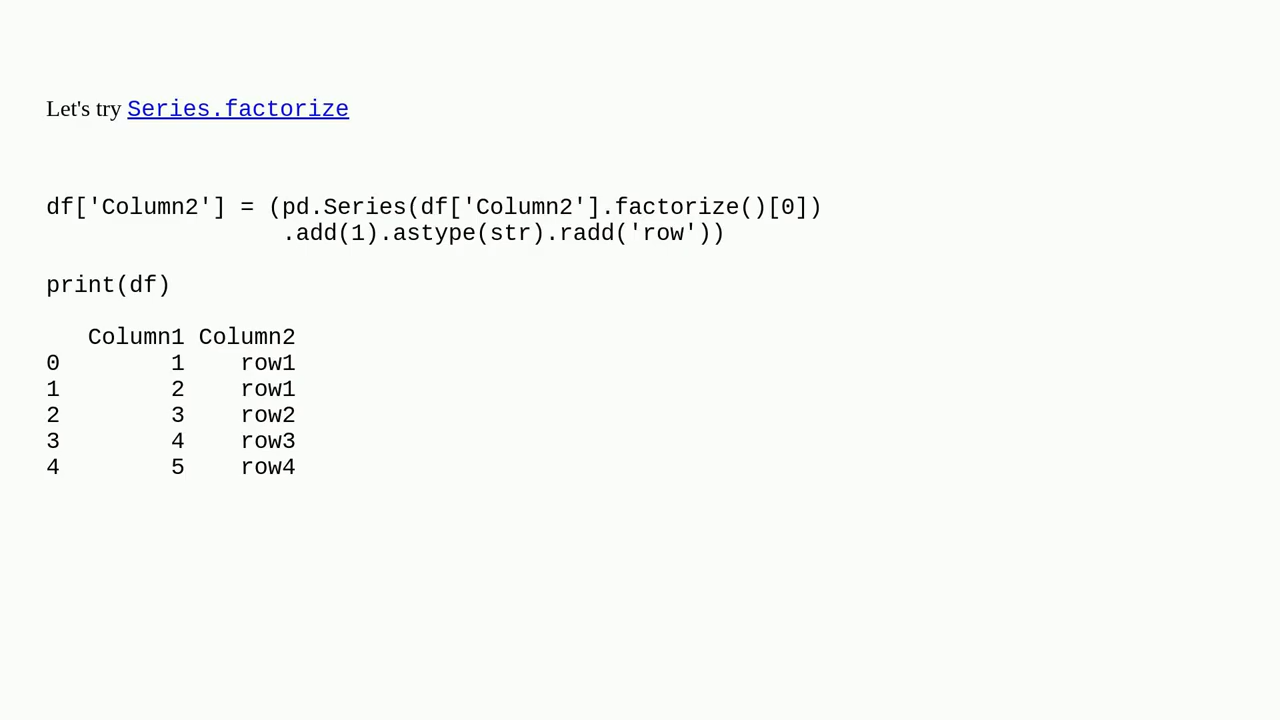 Let's try Series.factorize
df['Column2'] = (pd.Series(df['Column2'].factorize()[0])
                 .add(1).astype(str).radd('row'))
print(df)
   Column1 Column2
0        1    row1
1        2    row1
2        3    row2
3        4    row3
4        5    row4